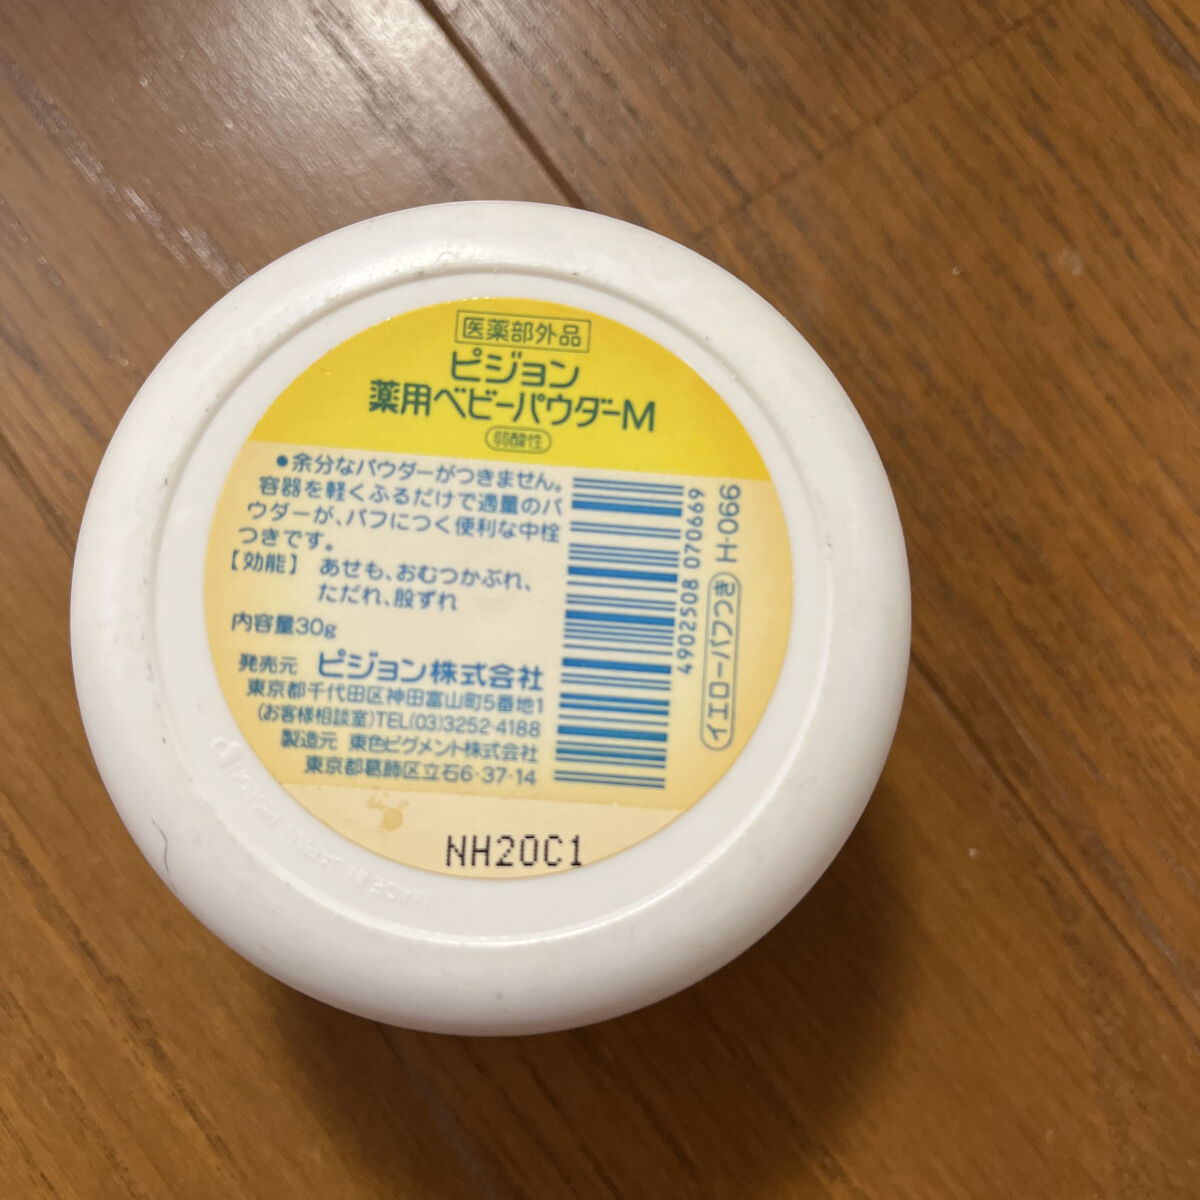 医薬部外品
ピジョン
薬用ベビーパウダーM
弱酸性
●余分なパウダーがつきません。
容器を軽くふるだけで適量のパ
ウダーが、パフにつく便利な中栓
つきです。
【効能】 あせも、おむつかぶれ、
ただれ、股ずれ
内容量30g
発売元 ピジョン株式会社
東京都千代田区神田富山町5番地1
(お客様相談室)TEL(03)3252-4188
製造元 東色ピグメント株式会社
東京都葛飾区立石6-37-14
4902508 070669
イエローパフつき H-066
NH20C1
MADE IN JAPAN